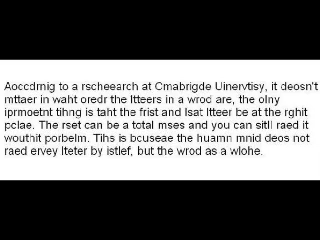 Aoccdrnig to a rscheearch at Cmabrigde Uinervtisy, it deosn't
mttaer in waht oredr the ltteers in a wrod are, the olny
iprmoetnt tihng is taht the frist and lsat ltteer be at the rghit
pclae. The rset can be a total mses and you can sitll raed it
wouthit porbelm. Tihs is bcuseae the huamn mnid deos not
raed ervey lteter by istlef, but the wrod as a wlohe.